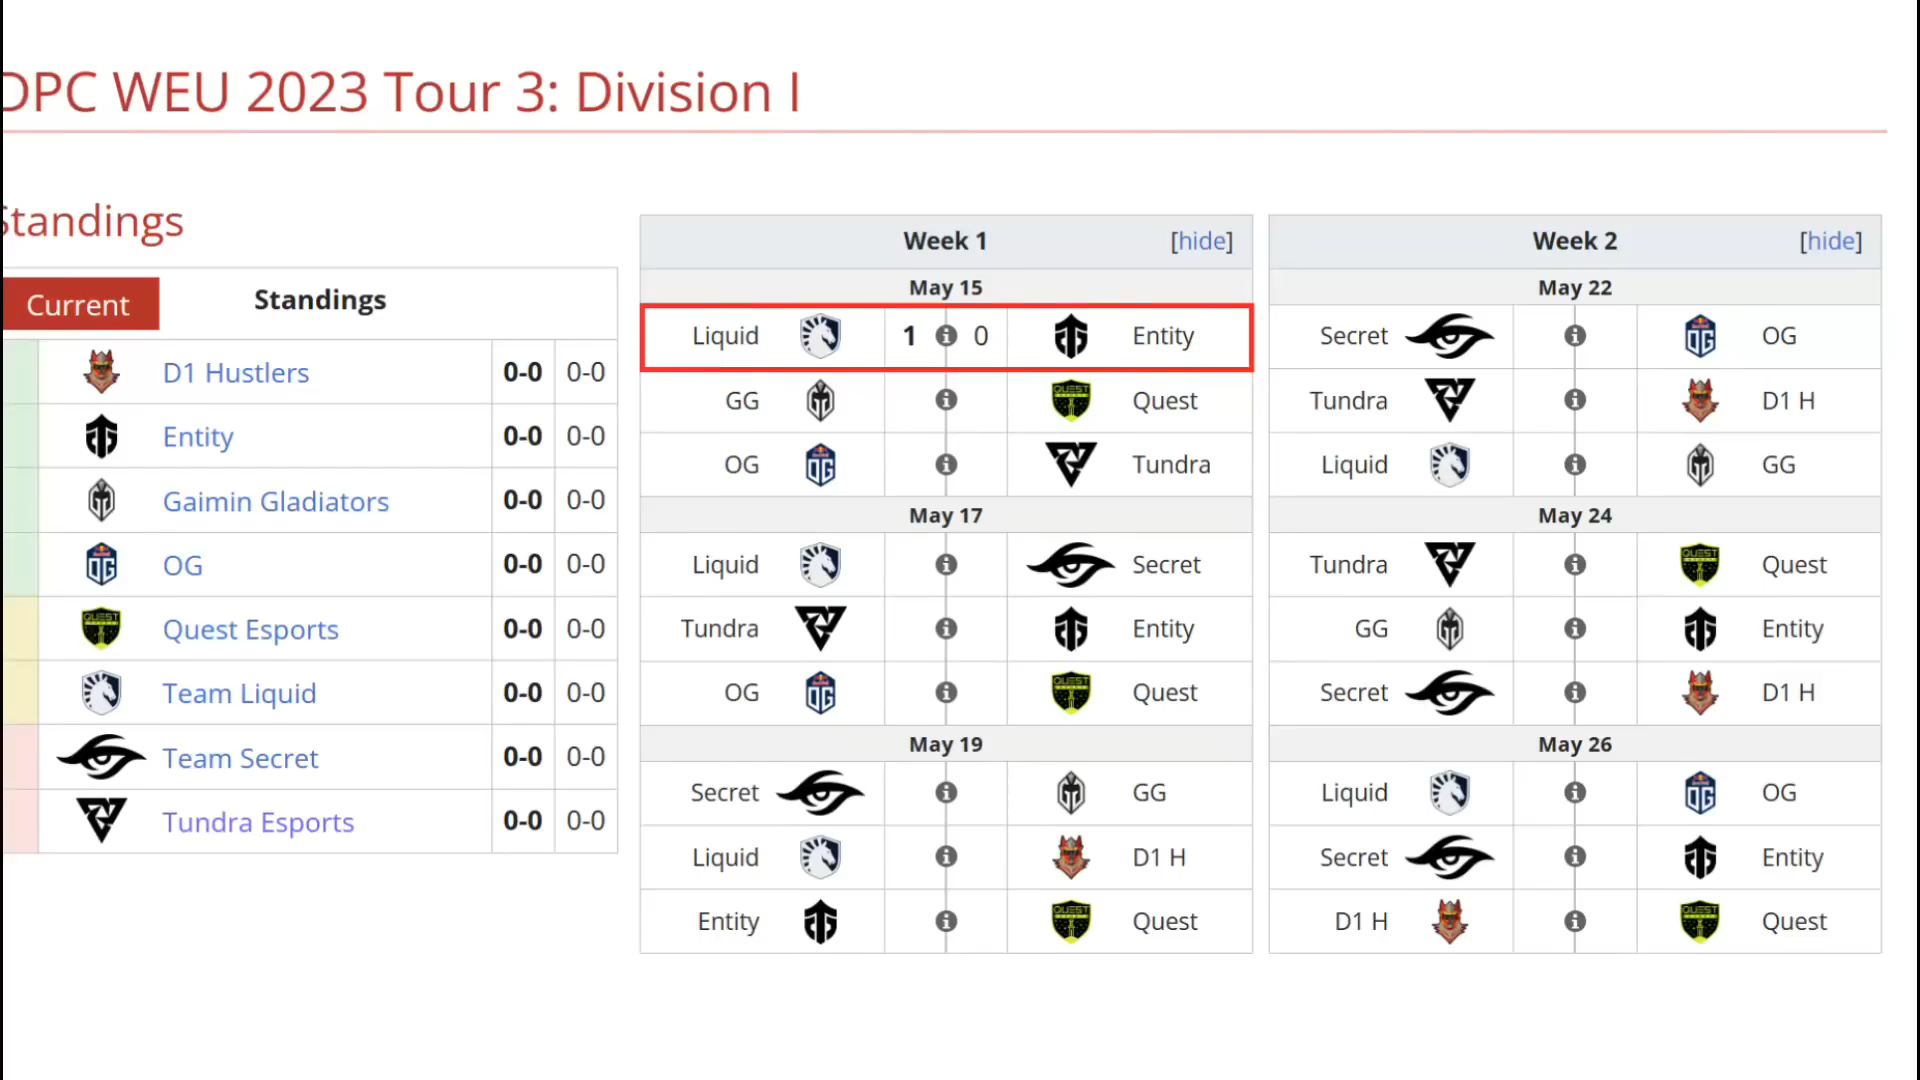 DPC WEU 2023 Tour 3: Division I
Standings
Current Standings
D1 Hustlers 0-0 0-0
Entity 0-0 0-0
Gaimin Gladiators 0-0 0-0
OG 0-0 0-0
Quest Esports 0-0 0-0
Team Liquid 0-0 0-0
Team Secret 0-0 0-0
Tundra Esports 0-0 0-0
Week 1 [hide]
May 15
Liquid 1 0 Entity
GG Quest
OG Tundra
May 17
Liquid Secret
Tundra Entity
OG Quest
May 19
Secret GG
Liquid D1 H
Entity Quest
Week 2 [hide]
May 22
Secret OG
Tundra D1 H
Liquid GG
May 24
Tundra Quest
GG Entity
Secret D1 H
May 26
Liquid OG
Secret Entity
D1 H Quest